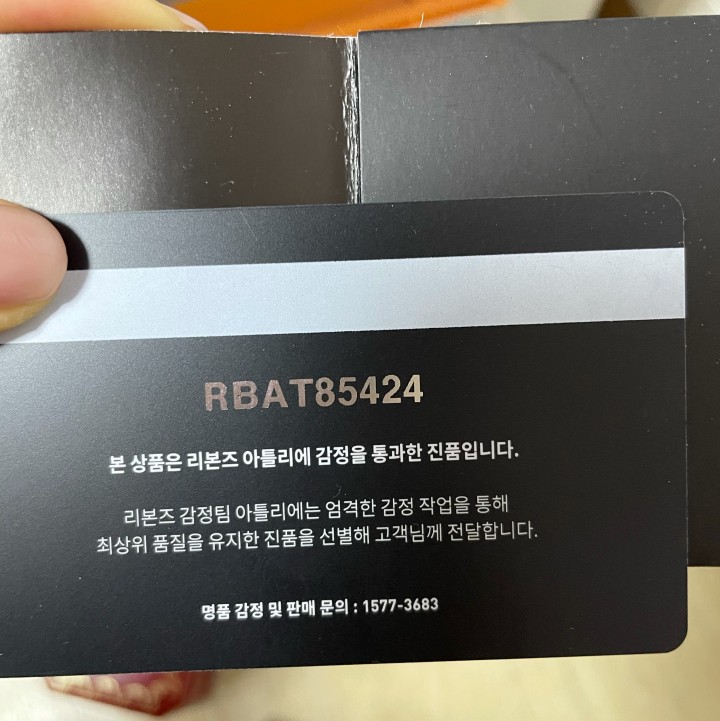 RBAT85424
본 상품은 리본즈 아틀리에 감정을 통과한 진품입니다.
리본즈 감정팀 아틀리에는 엄격한 감정 작업을 통해
최상위 품질을 유지한 진품을 선별해 고객님께 전달합니다.
명품 감정 및 판매 문의 : 1577-3683